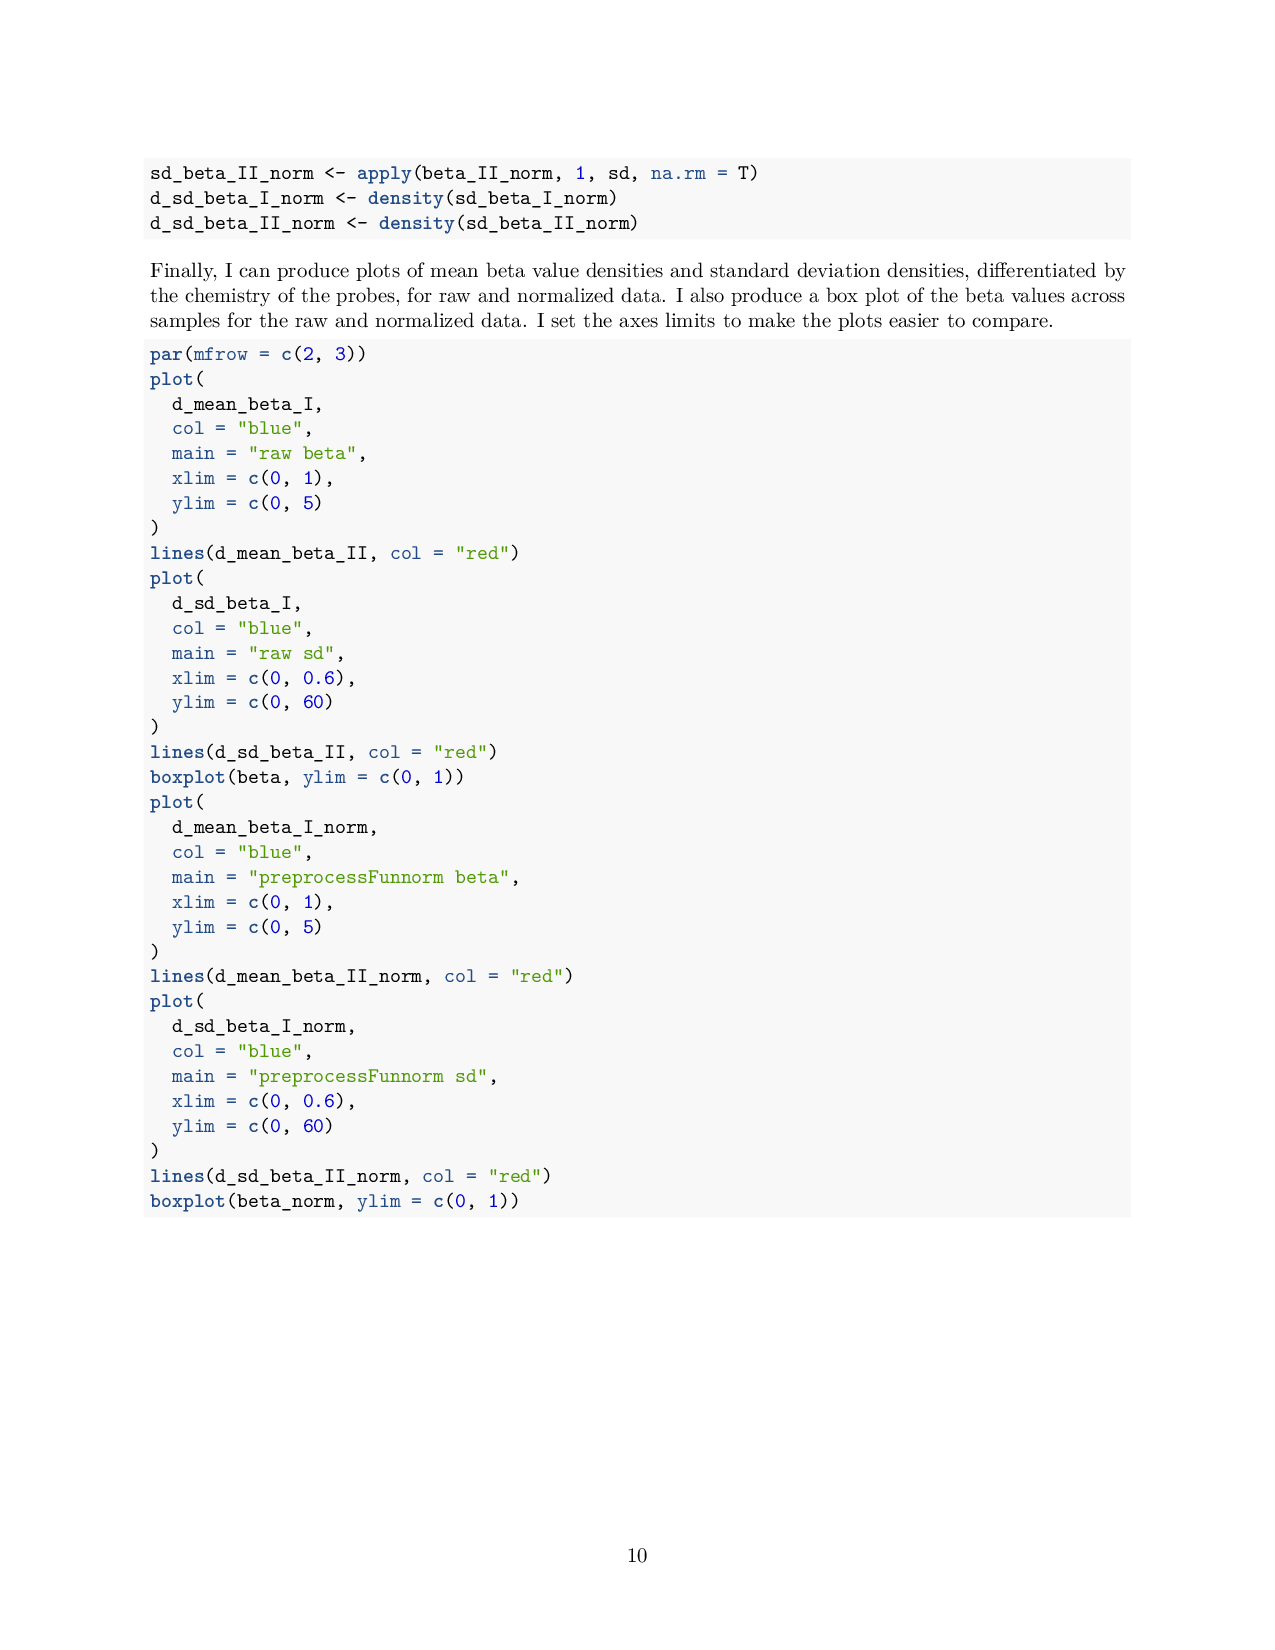 sd_beta_II_norm <- apply(beta_II_norm, 1, sd, na.rm = T)
d_sd_beta_I_norm <- density(sd_beta_I_norm)
d_sd_beta_II_norm <- density(sd_beta_II_norm)
Finally, I can produce plots of mean beta value densities and standard deviation densities, differentiated by
the chemistry of the probes, for raw and normalized data. I also produce a box plot of the beta values across
samples for the raw and normalized data. I set the axes limits to make the plots easier to compare.
par(mfrow = c(2, 3))
plot(
  d_mean_beta_I,
  col = "blue",
  main = "raw beta",
  xlim = c(0, 1),
  ylim = c(0, 5)
)
lines(d_mean_beta_II, col = "red")
plot(
  d_sd_beta_I,
  col = "blue",
  main = "raw sd",
  xlim = c(0, 0.6),
  ylim = c(0, 60)
)
lines(d_sd_beta_II, col = "red")
boxplot(beta, ylim = c(0, 1))
plot(
  d_mean_beta_I_norm,
  col = "blue",
  main = "preprocessFunnorm beta",
  xlim = c(0, 1),
  ylim = c(0, 5)
)
lines(d_mean_beta_II_norm, col = "red")
plot(
  d_sd_beta_I_norm,
  col = "blue",
  main = "preprocessFunnorm sd",
  xlim = c(0, 0.6),
  ylim = c(0, 60)
)
lines(d_sd_beta_II_norm, col = "red")
boxplot(beta_norm, ylim = c(0, 1))
10